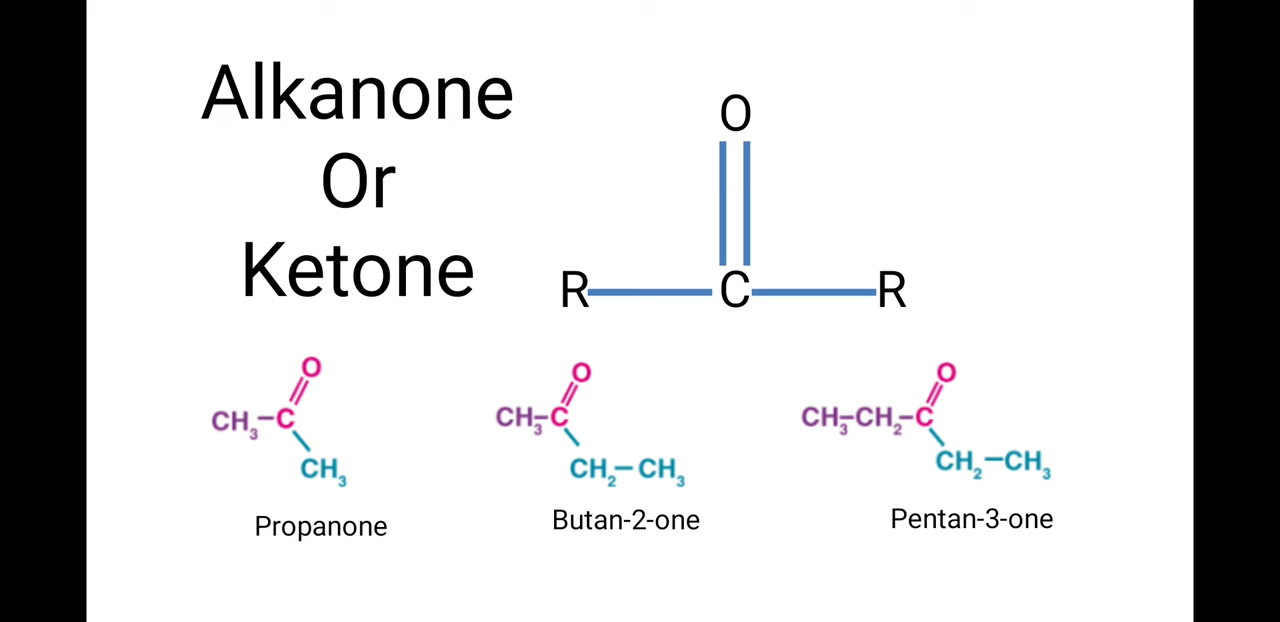 Alkanone
Or
Ketone
O
R C R
O
CH3–C
CH3
Propanone
O
CH3–C
CH2–CH3
Butan-2-one
O
CH3–CH2–C
CH2–CH3
Pentan-3-one